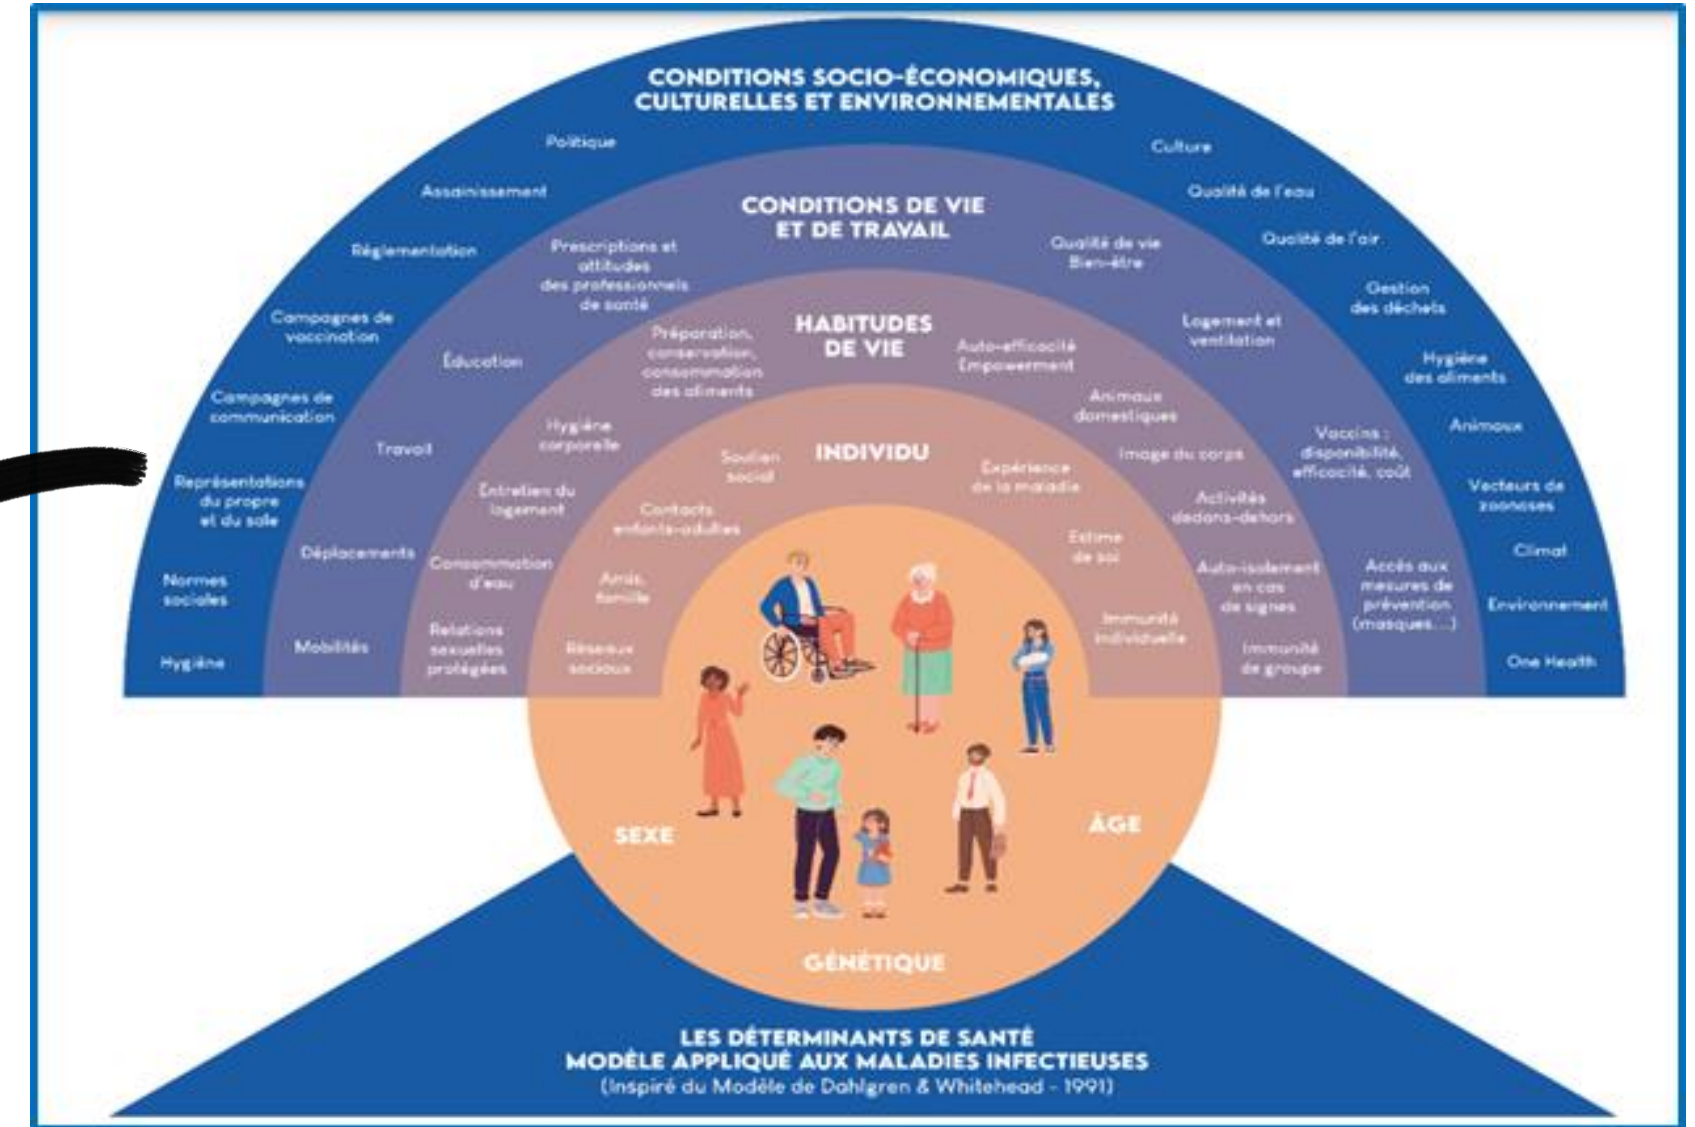 CONDITIONS SOCIO-ÉCONOMIQUES,
CULTURELLES ET ENVIRONNEMENTALES
Politique
Assainissement
Réglementation
Campagnes de
vaccination
Campagnes de
communication
Représentations
du propre
et du sale
Normes
sociales
Hygiène
Culture
Qualité de l'eau
Qualité de l'air
Gestion
des déchets
Hygiène
des aliments
Animaux
Vecteurs de
zoonoses
Climat
Environnement
One Health
CONDITIONS DE VIE
ET DE TRAVAIL
Prescriptions et
attitudes
des professionnels
de santé
Éducation
Travail
Déplacements
Mobilités
Qualité de vie
Bien-être
Logement et
ventilation
Vaccins :
disponibilité,
efficacité, coût
Accès aux
mesures de
prévention
(masques...)
HABITUDES
DE VIE
Préparation,
conservation,
consommation
des aliments
Hygiène
corporelle
Entretien du
logement
Consommation
d'eau
Relations
sexuelles
protégées
Auto-efficacité
Empowerment
Animaux
domestiques
Image du corps
Activités
dedans-dehors
Auto-isolement
en cas
de signes
Immunité
de groupe
INDIVIDU
Soutien
social
Contacts
enfants-adultes
Amis,
famille
Réseaux
sociaux
Expérience
de la maladie
Estime
de soi
Immunité
individuelle
SEXE
ÂGE
GÉNÉTIQUE
LES DÉTERMINANTS DE SANTÉ
MODÈLE APPLIQUÉ AUX MALADIES INFECTIEUSES
(Inspiré du Modèle de Dahlgren & Whitehead - 1991)